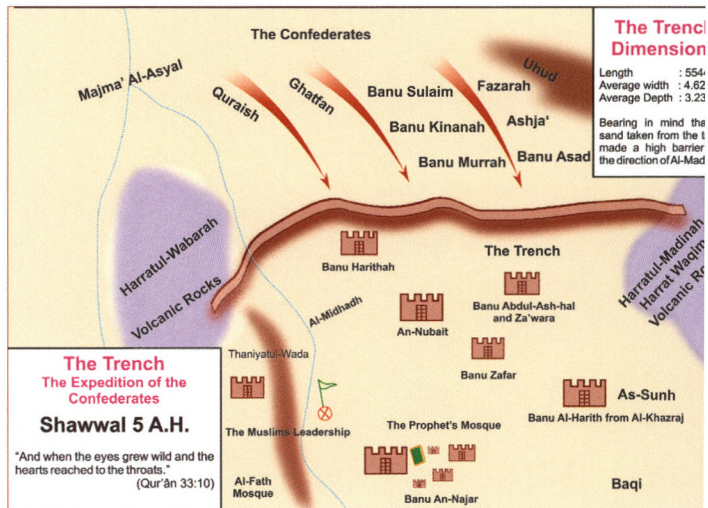 The Confederates
Majma' Al-Asyal
Quraish
Ghatfan
Banu Sulaim
Fazarah
Uhud
Banu Kinanah
Ashja'
Banu Murrah
Banu Asad
The Trench
Dimension
Length : 5544
Average width : 4.62
Average Depth : 3.23
Bearing in mind tha
sand taken from the t
made a high barrier
the direction of Al-Mad
Harratul-Wabarah
Volcanic Rocks
Banu Harithah
The Trench
Harratul-Madinah
Harrat Waqim
Volcanic Ro
Al-Midhadh
An-Nubait
Banu Abdul-Ash-hal
and Za'wara
Thaniyatul-Wada
Banu Zafar
As-Sunh
Banu Al-Harith from Al-Khazraj
The Muslims Leadership
The Prophet's Mosque
Al-Fath
Mosque
Banu An-Najar
Baqi
The Trench
The Expedition of the
Confederates
Shawwal 5 A.H.
"And when the eyes grew wild and the
hearts reached to the throats."
(Qur'ân 33:10)